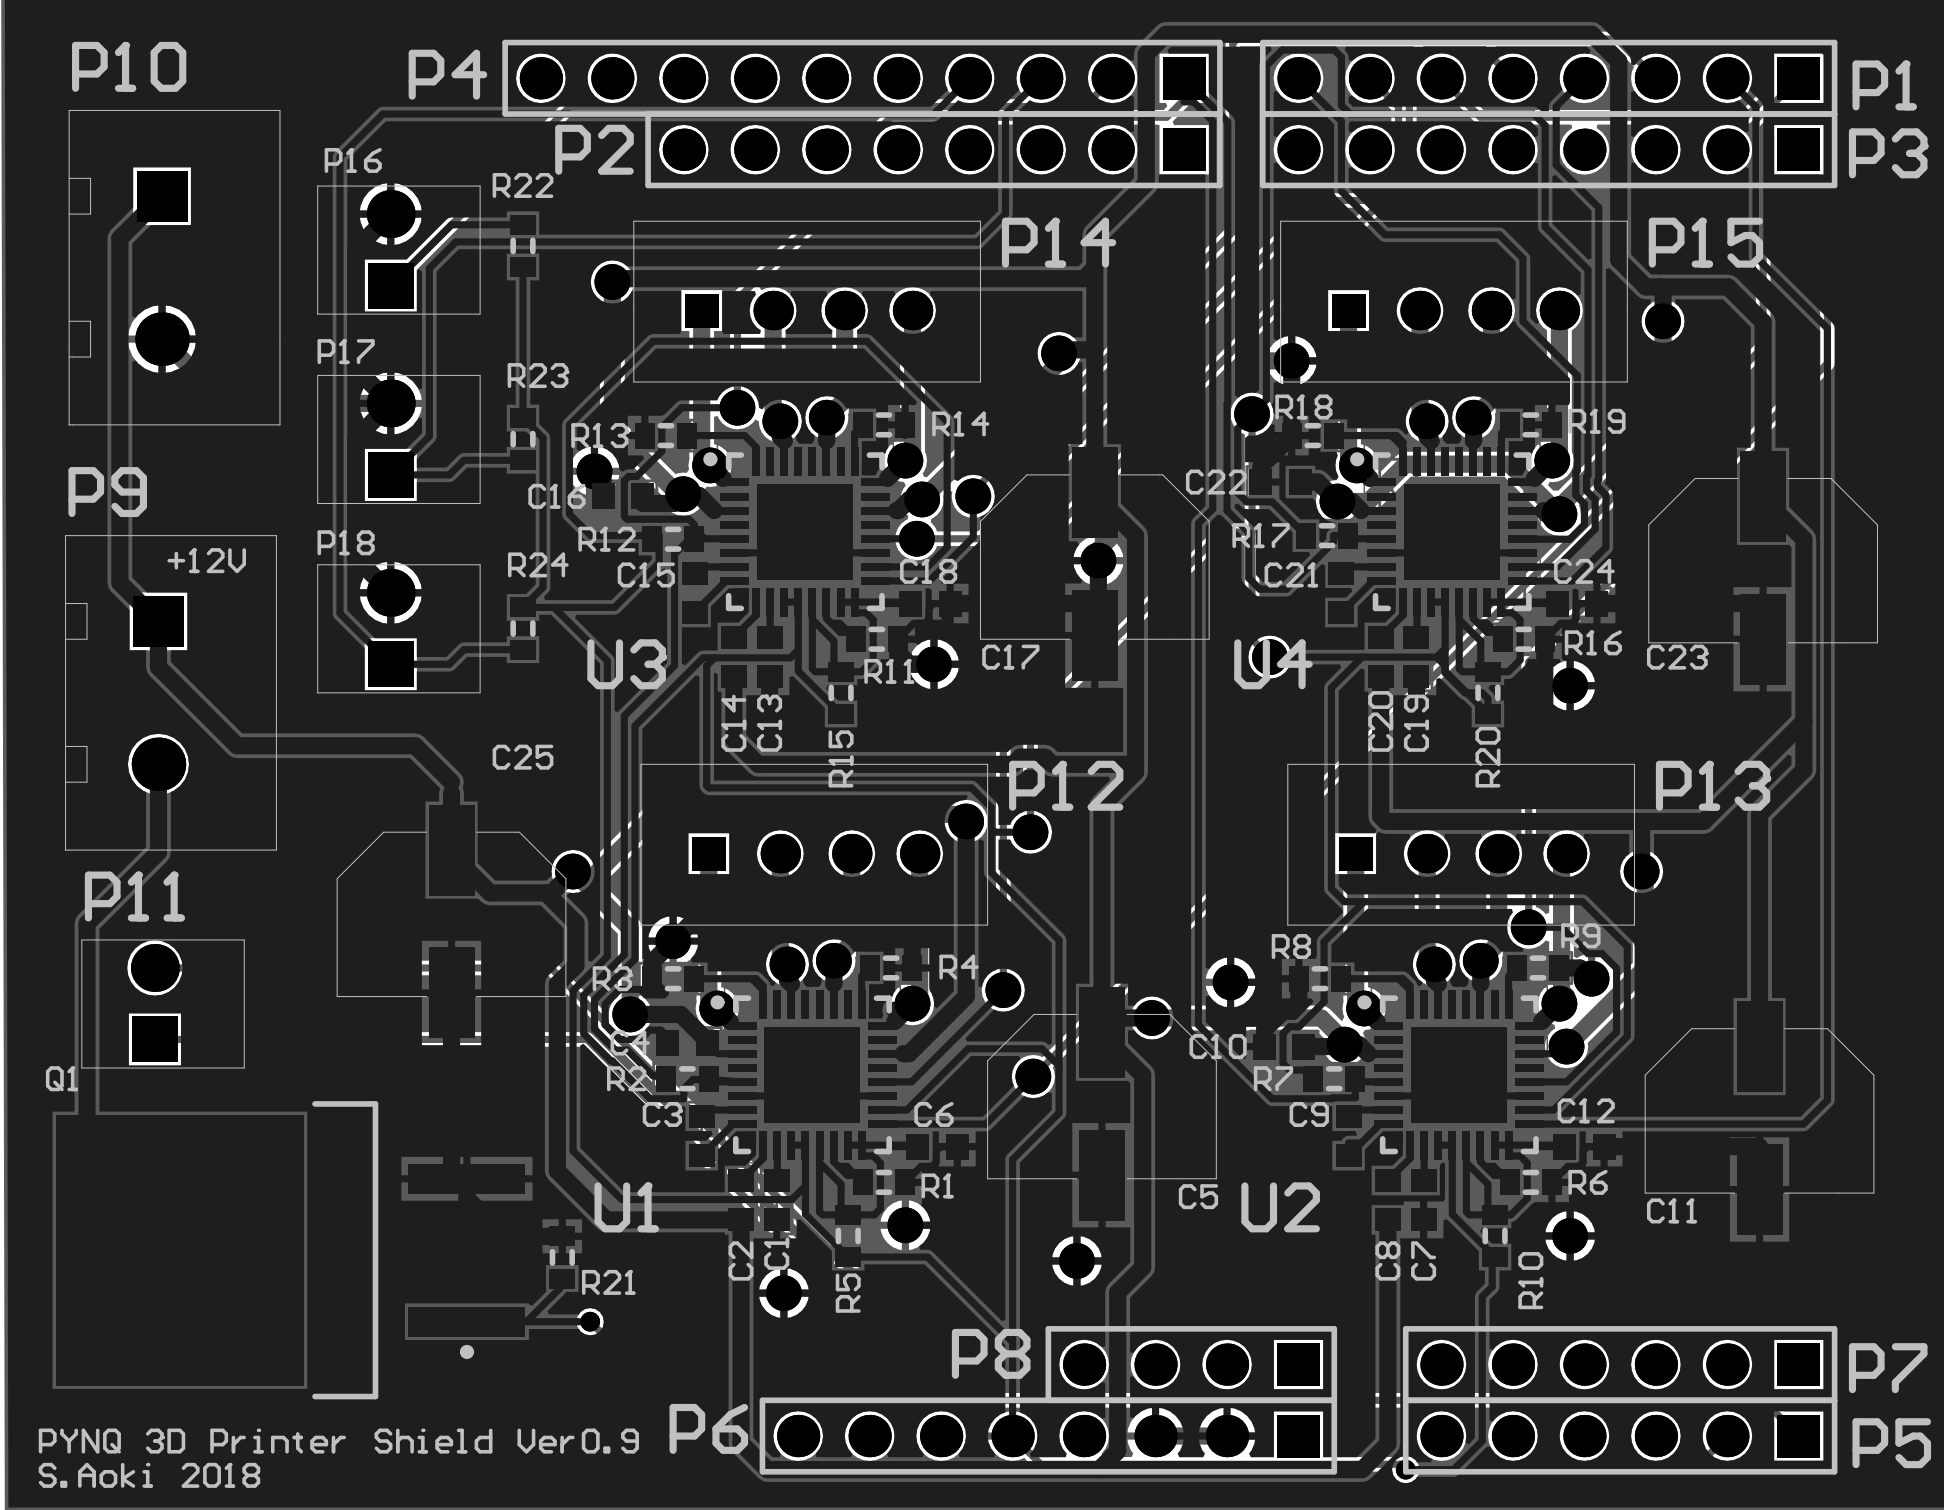 P10
P4
P1
P2
P3
P16
R22
P14
P15
P17
R23
R13
R14
R18
R19
P9
C16
C22
+12V
P18
R24
R12
C15
C18
R17
C21
C24
U3
R11
C17
U4
R16
C23
C14
C13
R15
C20
C19
R20
C25
P12
P13
P11
R3
R4
R8
R9
C4
C10
Q1
R2
C3
C6
R7
C9
C12
U1
R1
C5
U2
R6
C11
C2
C1
R5
C8
C7
R10
R21
P8
P7
P6
P5
PYNQ 3D Printer Shield Ver0.9
S.Aoki 2018